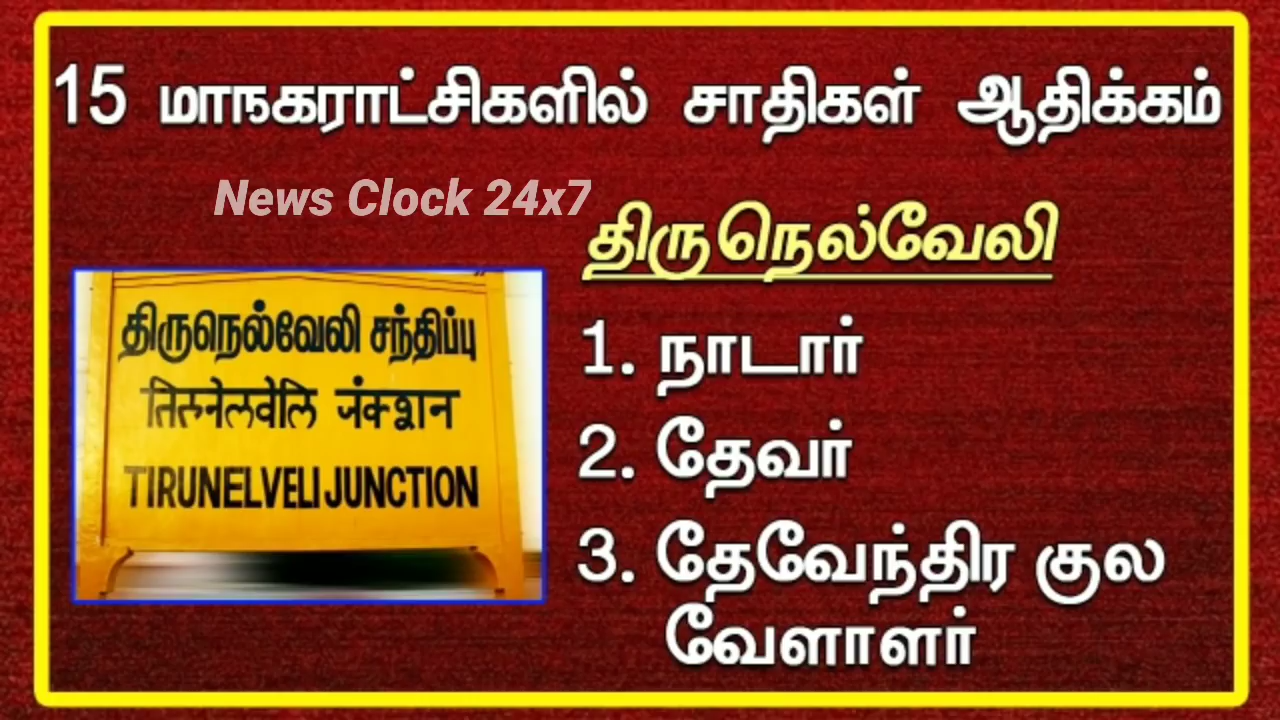 15 மாநகராட்சிகளில் சாதிகள் ஆதிக்கம்
News Clock 24x7
திருநெல்வேலி
திருநெல்வேலி சந்திப்பு
तिरुनेलवेलि जंक्शन
TIRUNELVELI JUNCTION
1. நாடார்
2. தேவர்
3. தேவேந்திர குல
வேளாளர்